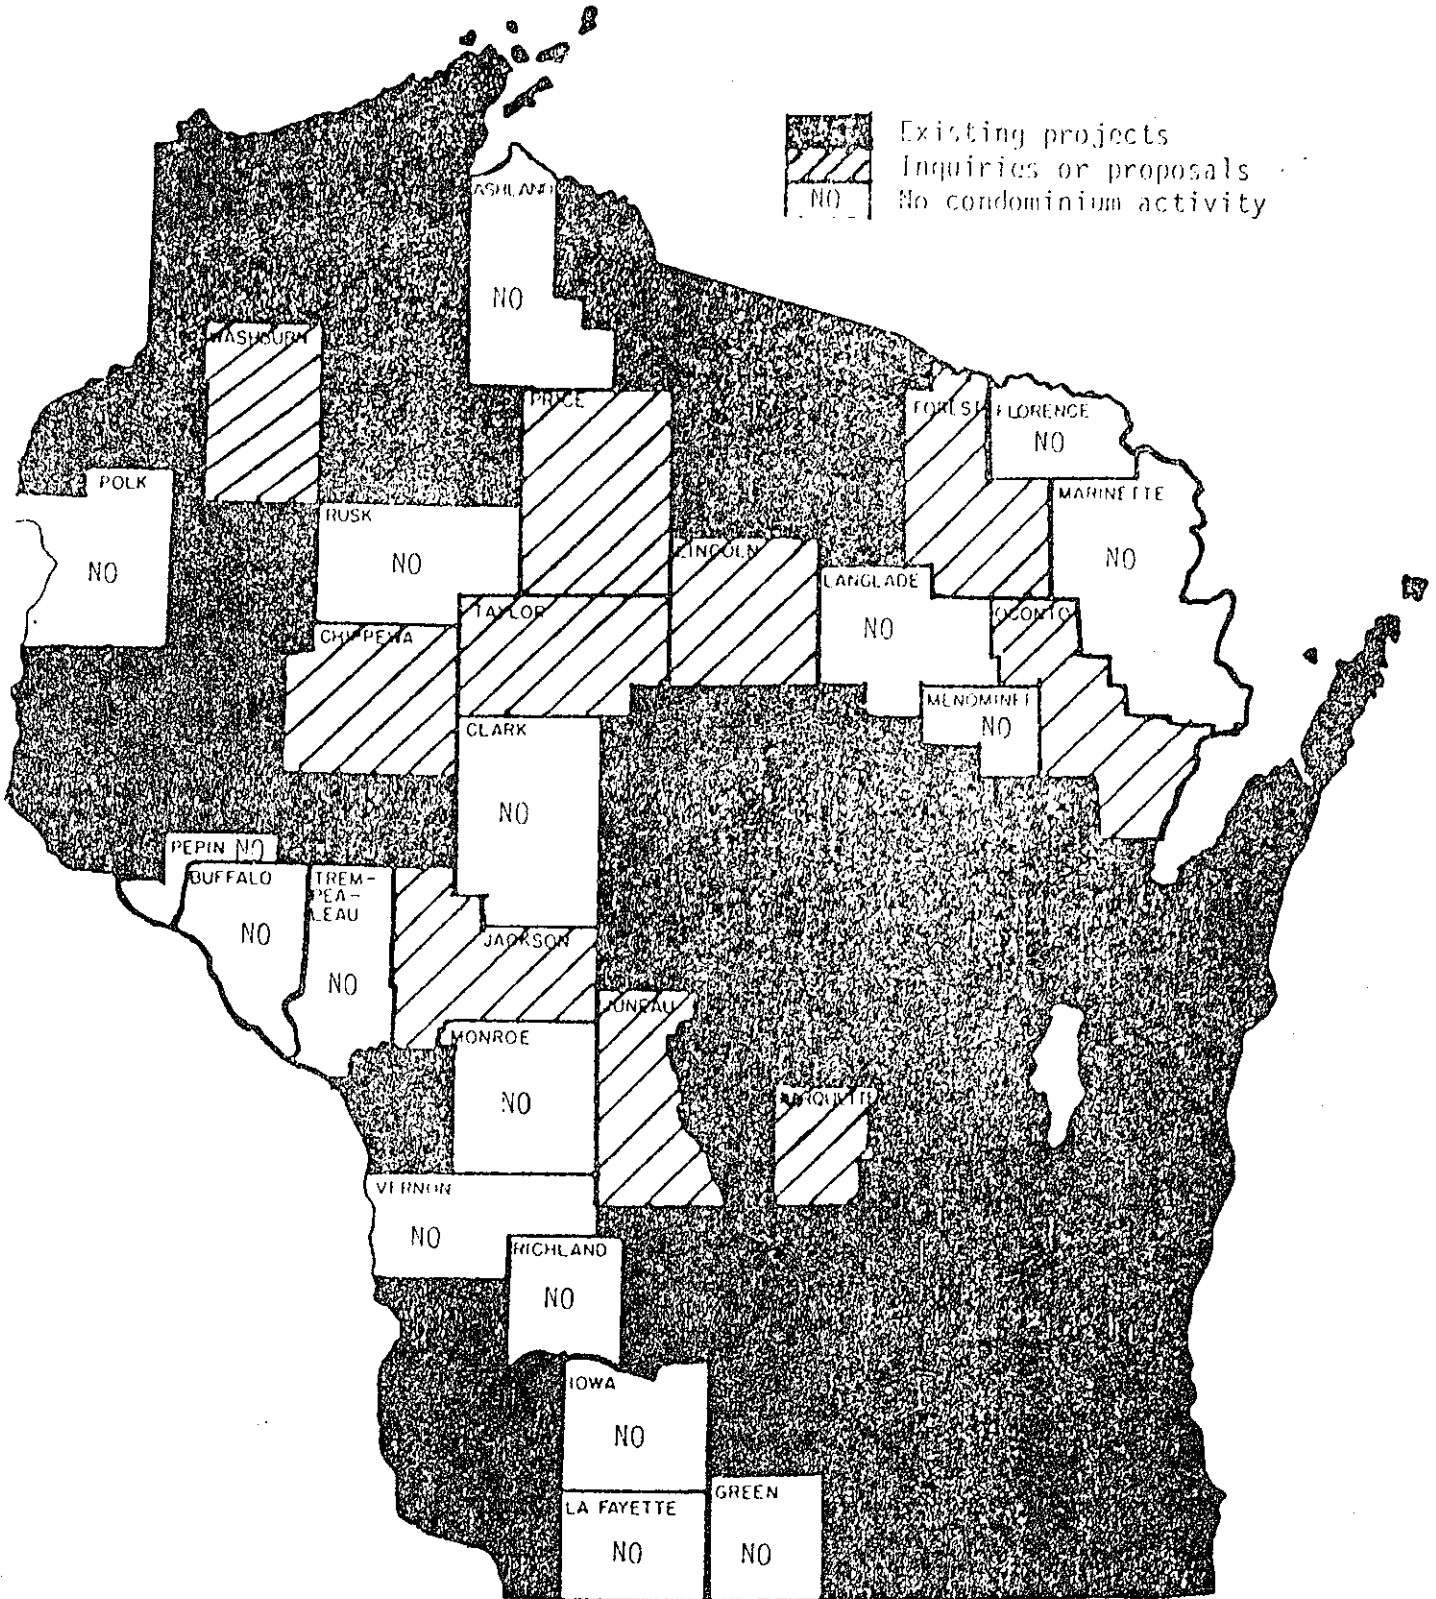 Existing projects
Inquiries or proposals
NO No condominium activity
ASHLAND
NO
WASHBURN
PRICE
FOREST
FLORENCE
NO
POLK
NO
RUSK
NO
MARINETTE
NO
LINCOLN
LANGLADE
NO
TAYLOR
OCONTO
CHIPPEWA
MENOMINEE
NO
CLARK
NO
PEPIN NO
BUFFALO
NO
TREM-
PEA-
LEAU
NO
JACKSON
JUNEAU
MONROE
NO
MARQUETTE
VERNON
NO
RICHLAND
NO
IOWA
NO
LA FAYETTE
NO
GREEN
NO